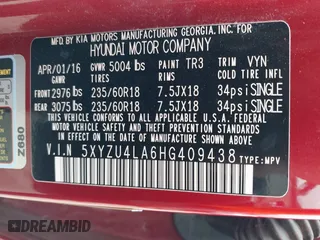 MFD BY KIA MOTORS MANUFACTURING GEORGIA.INC FOR
HYUNDAI MOTOR COMPANY
APR/01/16 GVWR 5004 lbs PAINT TR3 TRIM VYN
GAWR TIRES RIMS COLD
FRONT 2976 lbs 235/60R18 7.5JX18 34psi SINGLE
REAR 3075 lbs 235/60R18 7.5JX18 34psi SINGLE
THIS VEHICLE CONFORMS TO ALL APPLICABLE
U.S.A. FEDERAL MOTOR VEHICLE SAFETY
AND THEFT PREVENTION STANDARDS IN EFFECT
ON THE DATE OF MANUFACTURE SHOWN ABOVE
V.I.N 5XYZU4LA6HG409438 TYPE:MPV
Z680
DREAMBID